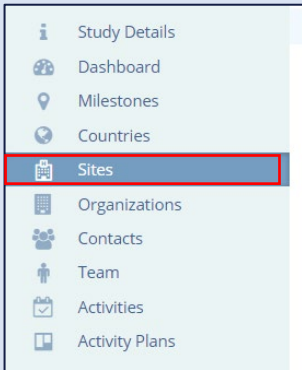 Study Details
Dashboard
Milestones
Countries
Sites
Organizations
Contacts
Team
Activities
Activity Plans